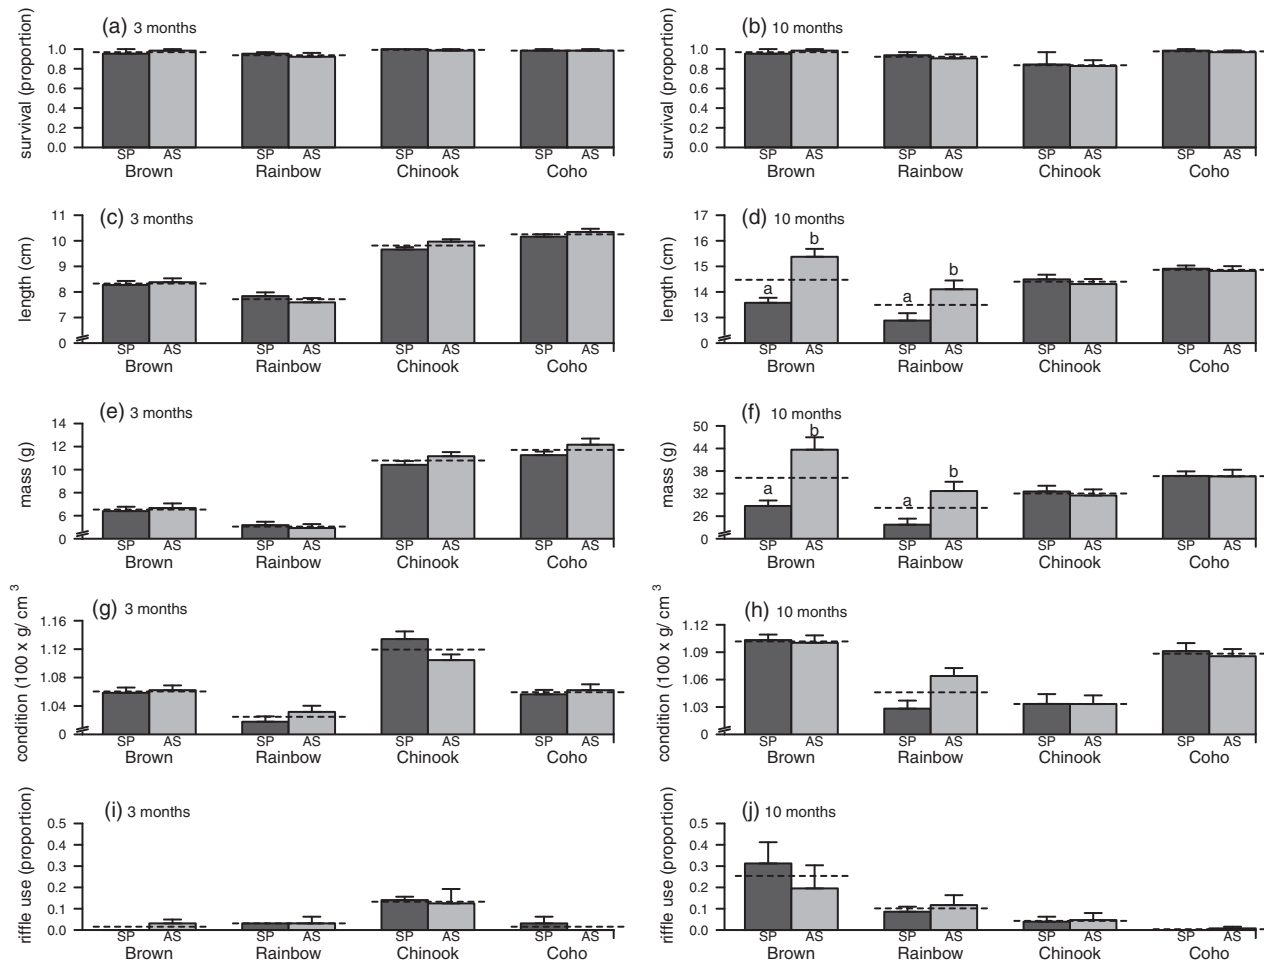 (a) 3 months
survival (proportion)
1.0
0.8
0.6
0.4
0.2
0.0
SP AS SP AS SP AS SP AS
Brown Rainbow Chinook Coho
(b) 10 months
survival (proportion)
1.0
0.8
0.6
0.4
0.2
0.0
SP AS SP AS SP AS SP AS
Brown Rainbow Chinook Coho
(c) 3 months
length (cm)
11
10
9
8
7
0
SP AS SP AS SP AS SP AS
Brown Rainbow Chinook Coho
(d) 10 months
length (cm)
17
16
15
14
13
0
a b a b
SP AS SP AS SP AS SP AS
Brown Rainbow Chinook Coho
(e) 3 months
mass (g)
14
12
10
8
6
0
SP AS SP AS SP AS SP AS
Brown Rainbow Chinook Coho
(f) 10 months
mass (g)
50
44
38
32
26
0
a b a b
SP AS SP AS SP AS SP AS
Brown Rainbow Chinook Coho
(g) 3 months
condition (100 x g/ cm 3
1.16
1.12
1.08
1.04
0
SP AS SP AS SP AS SP AS
Brown Rainbow Chinook Coho
(h) 10 months
condition (100 x g/ cm 3
1.12
1.09
1.06
1.03
0
SP AS SP AS SP AS SP AS
Brown Rainbow Chinook Coho
(i) 3 months
riffle use (proportion)
0.5
0.4
0.3
0.2
0.1
0.0
SP AS SP AS SP AS SP AS
Brown Rainbow Chinook Coho
(j) 10 months
riffle use (proportion)
0.5
0.4
0.3
0.2
0.1
0.0
SP AS SP AS SP AS SP AS
Brown Rainbow Chinook Coho